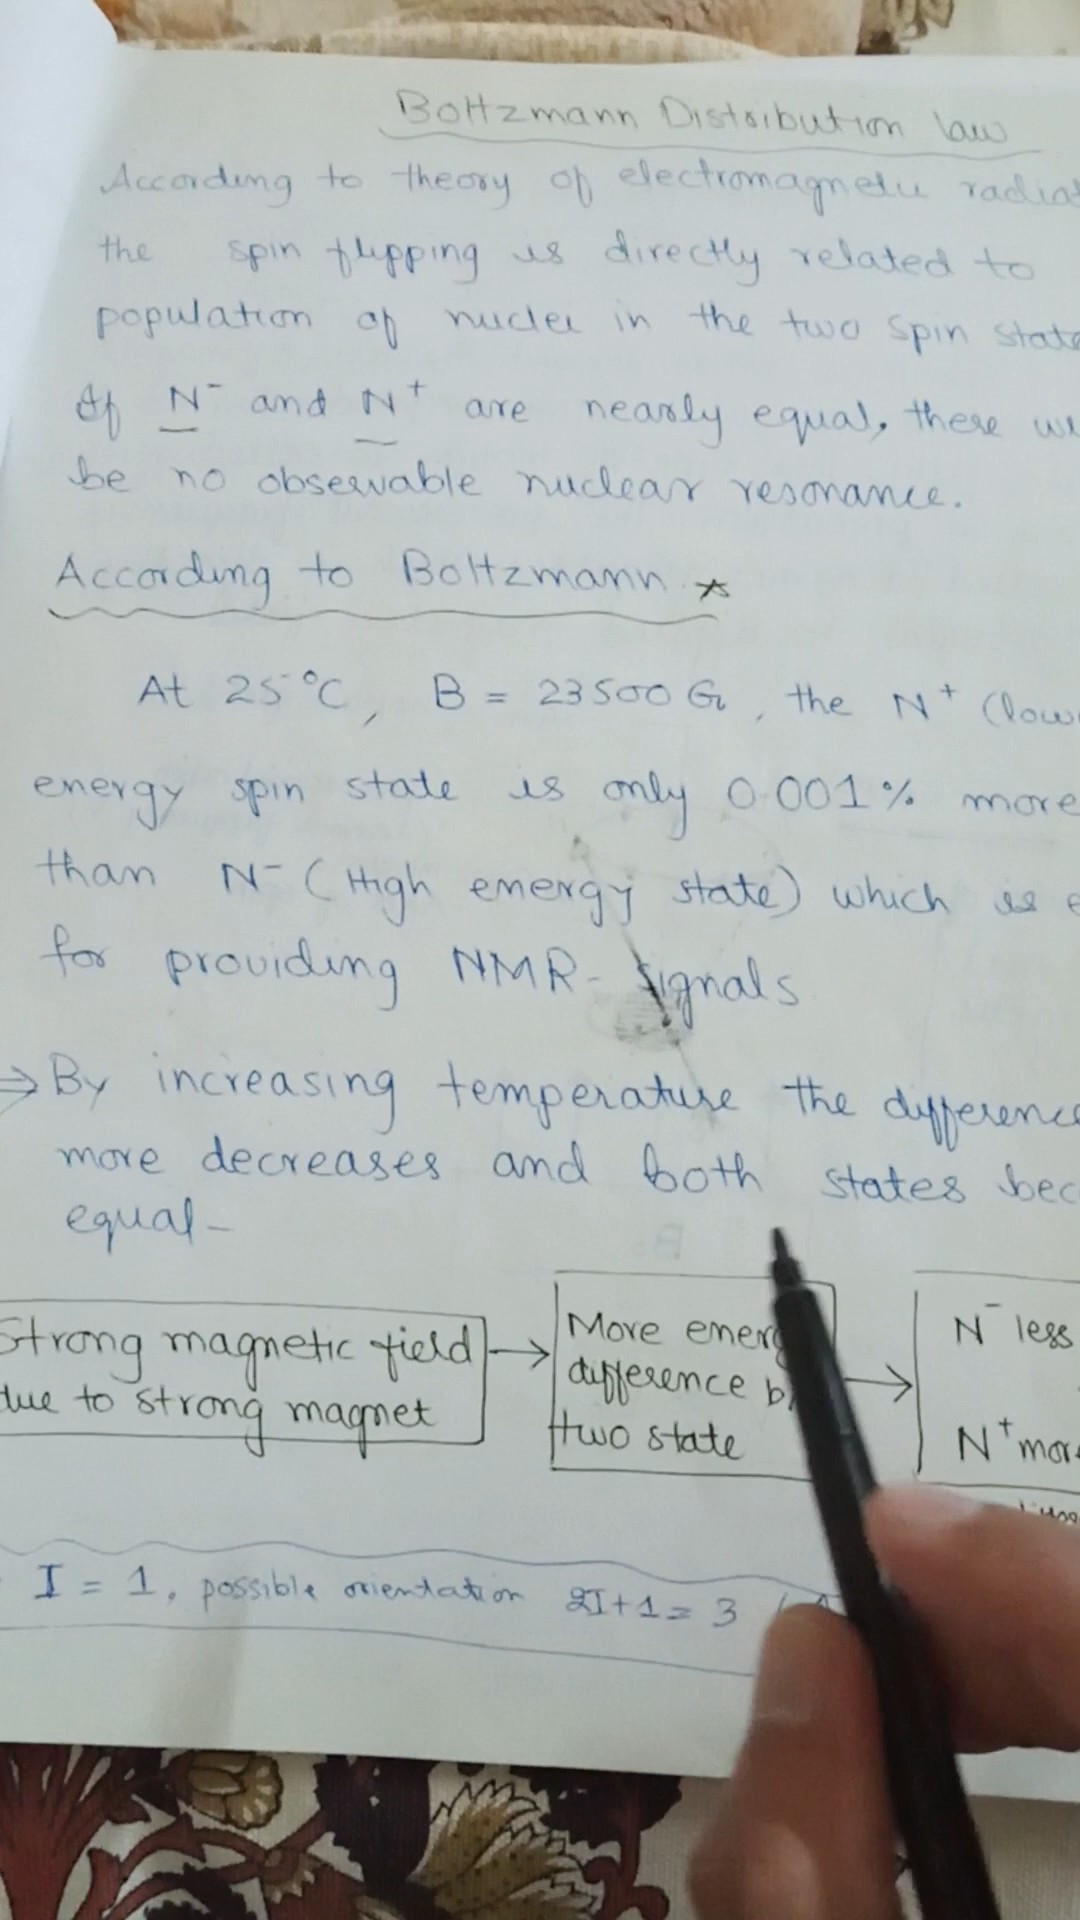 Boltzmann Distribution law
According to theory of electromagnetic
the spin flipping is directly related to
population of nuclei in the two spin
If N⁻ and N⁺ are nearly equal, there
be no observable nuclear resonance.
According to Boltzmann
At 25°C, B = 23500 G, the N⁺
energy spin state is only 0.001% more
than N⁻ (High energy state) which is
for providing NMR- signals
⇒ By increasing temperature the
more decreases and both states
equal-
Strong magnetic field → More → N⁻ less
due to strong magnet difference
two state N⁺
I = 1, possible orientation 2I+1 = 3